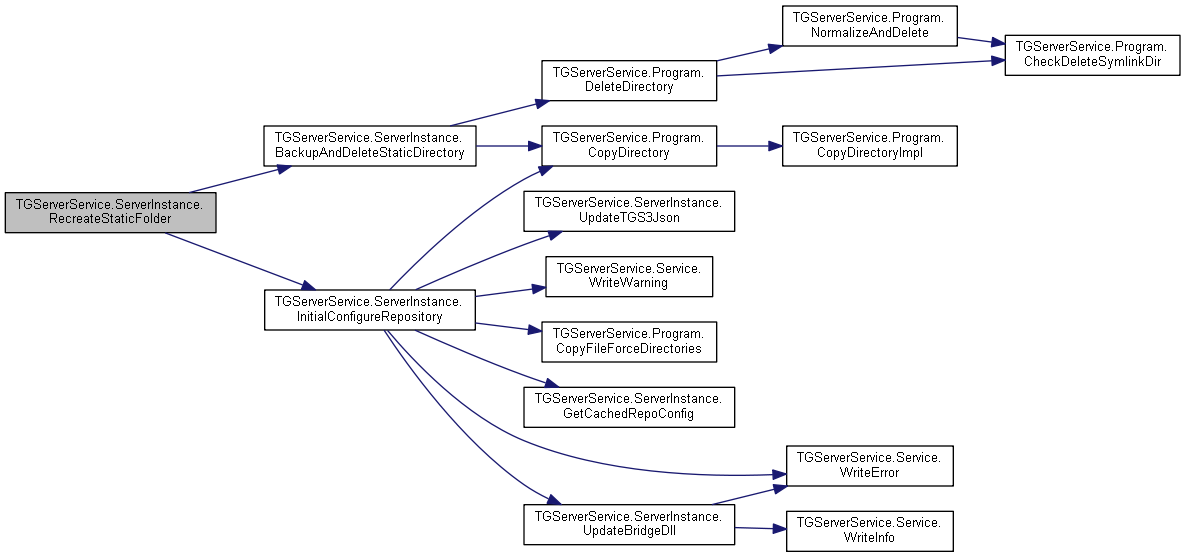 TGServerService.ServerInstance.
RecreateStaticFolder
TGServerService.ServerInstance.
BackupAndDeleteStaticDirectory
TGServerService.Program.
DeleteDirectory
TGServerService.Program.
NormalizeAndDelete
TGServerService.Program.
CheckDeleteSymlinkDir
TGServerService.Program.
CopyDirectory
TGServerService.Program.
CopyDirectoryImpl
TGServerService.ServerInstance.
InitialConfigureRepository
TGServerService.ServerInstance.
UpdateTGS3Json
TGServerService.Service.
WriteWarning
TGServerService.Program.
CopyFileForceDirectories
TGServerService.ServerInstance.
GetCachedRepoConfig
TGServerService.Service.
WriteError
TGServerService.ServerInstance.
UpdateBridgeDll
TGServerService.Service.
WriteInfo